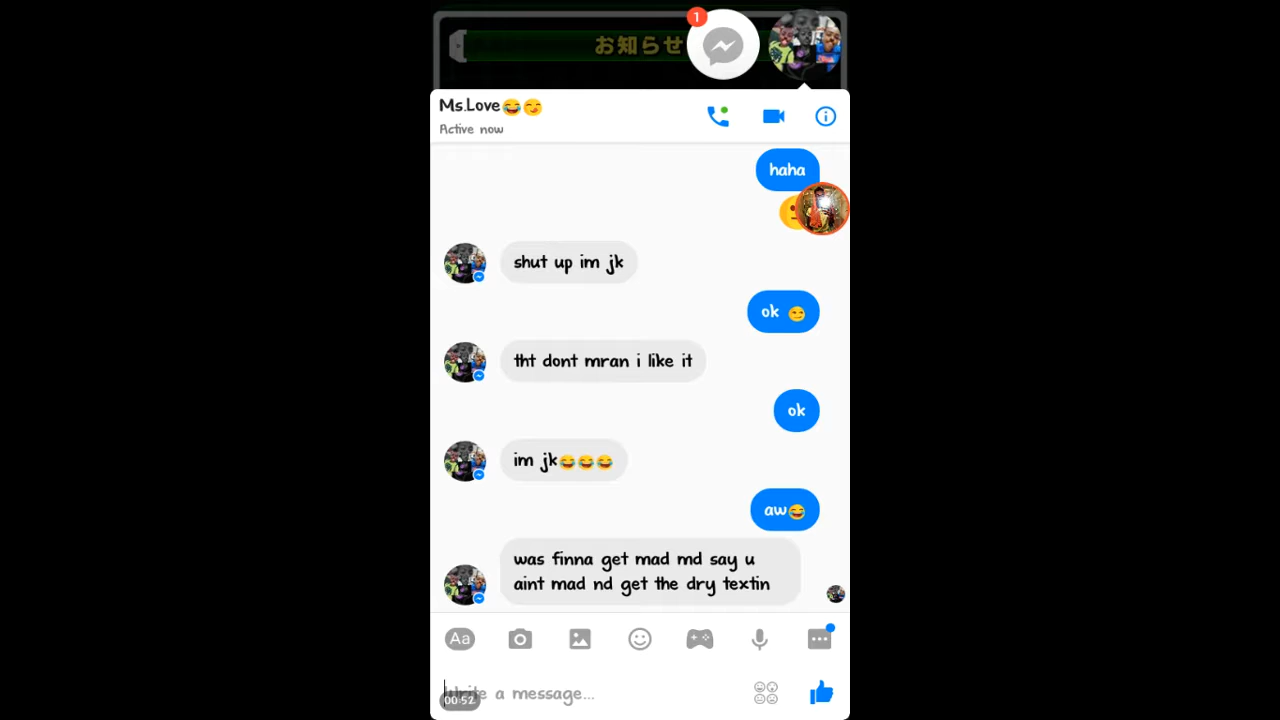 お知らせ
1
Ms.Love😂😏
Active now
haha
shut up im jk
ok 😏
tht dont mran i like it
ok
im jk😂😂😂
aw😂
was finna get mad md say u
aint mad nd get the dry textin
Aa
Write a message...
00:52